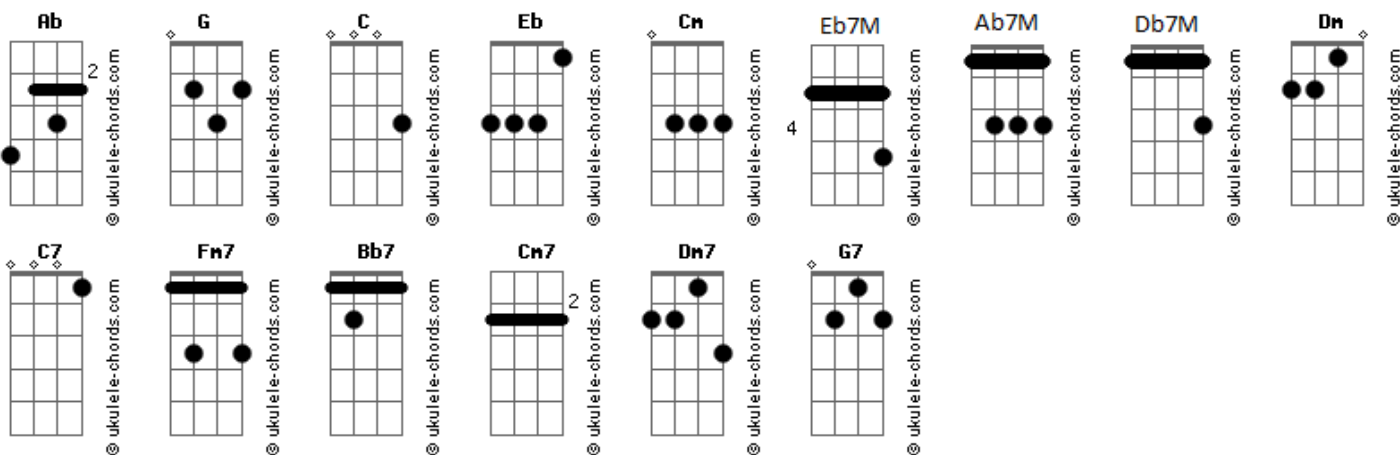 Ab G C Eb Cm Eb7M Ab7M Db7M Dm
2 © ukulele-chords.com © ukulele-chords.com © ukulele-chords.com © ukulele-chords.com © ukulele-chords.com 4 © ukulele-chords.com © ukulele-chords.com © ukulele-chords.com © ukulele-chords.com
C7 Fm7 Bb7 Cm7 Dm7 G7
© ukulele-chords.com © ukulele-chords.com © ukulele-chords.com 2 © ukulele-chords.com © ukulele-chords.com © ukulele-chords.com